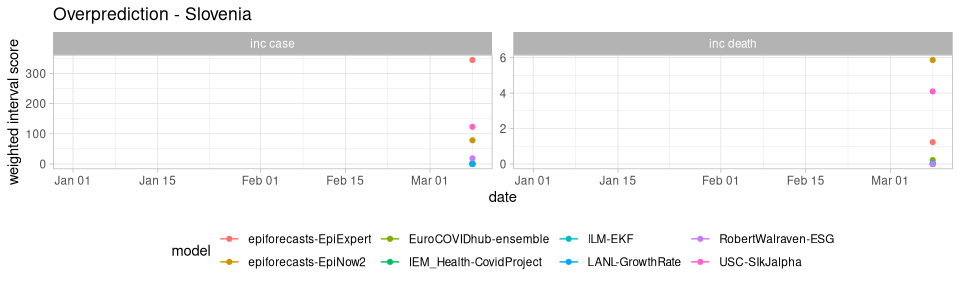 Overprediction - Slovenia
inc case
inc death
weighted interval score
300
200
100
0
6
4
2
0
Jan 01
Jan 15
Feb 01
Feb 15
Mar 01
Jan 01
Jan 15
Feb 01
Feb 15
Mar 01
date
model
epiforecasts-EpiExpert
EuroCOVIDhub-ensemble
ILM-EKF
RobertWalraven-ESG
epiforecasts-EpiNow2
IEM_Health-CovidProject
LANL-GrowthRate
USC-SIkJalpha